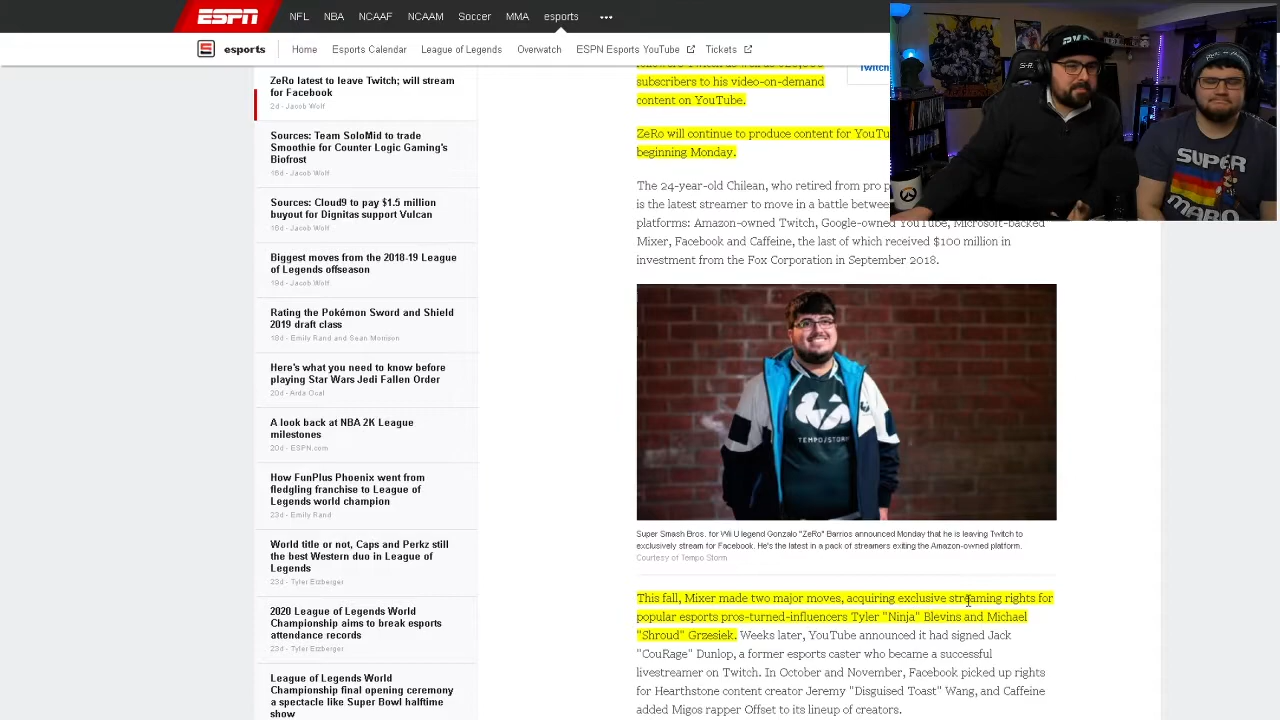 ESPN
NFL
NBA
NCAAF
NCAAM
Soccer
MMA
esports
esports
Home
Esports Calendar
League of Legends
Overwatch
ESPN Esports YouTube
Tickets
ZeRo latest to leave Twitch; will stream
for Facebook
2d - Jacob Wolf
Sources: Team SoloMid to trade
Smoothie for Counter Logic Gaming's
Biofrost
Jacob Wolf
Sources: Cloud9 to pay $1.5 million
buyout for Dignitas support Vulcan
Jacob Wolf
Biggest moves from the 2018-19 League
of Legends offseason
Jacob Wolf
Rating the Pokémon Sword and Shield
2019 draft class
Emily Rand and Sean Morrison
Here's what you need to know before
playing Star Wars Jedi Fallen Order
20d - Arda Ocal
A look back at NBA 2K League
milestones
20d - ESPN.com
How FunPlus Phoenix went from
fledgling franchise to League of
Legends world champion
23d - Emily Rand
World title or not, Caps and Perkz still
the best Western duo in League of
Legends
23d - Tyler Erzberger
2020 League of Legends World
Championship aims to break esports
attendance records
23d - Tyler Erzberger
League of Legends World
Championship final opening ceremony
a spectacle like Super Bowl halftime
show
subscribers to his video-on-demand
content on YouTube.
Twitch
ZeRo will continue to produce content for YouTu
beginning Monday.
The 24-year-old Chilean, who retired from pro p
is the latest streamer to move in a battle betwee
platforms: Amazon-owned Twitch, Google-owned YouTube, Microsoft-backed
Mixer, Facebook and Caffeine, the last of which received $100 million in
investment from the Fox Corporation in September 2018.
TEMPO/STORM
Super Smash Bros. for Wii U legend Gonzalo "ZeRo" Barrios announced Monday that he is leaving Twitch to
exclusively stream for Facebook. He's the latest in a pack of streamers exiting the Amazon-owned platform.
Courtesy of Tempo Storm
This fall, Mixer made two major moves, acquiring exclusive streaming rights for
popular esports pros-turned-influencers Tyler "Ninja" Blevins and Michael
"Shroud" Grzesiek. Weeks later, YouTube announced it had signed Jack
"CouRage" Dunlop, a former esports caster who became a successful
livestreamer on Twitch. In October and November, Facebook picked up rights
for Hearthstone content creator Jeremy "Disguised Toast" Wang, and Caffeine
added Migos rapper Offset to its lineup of creators.
SUPER
MARO